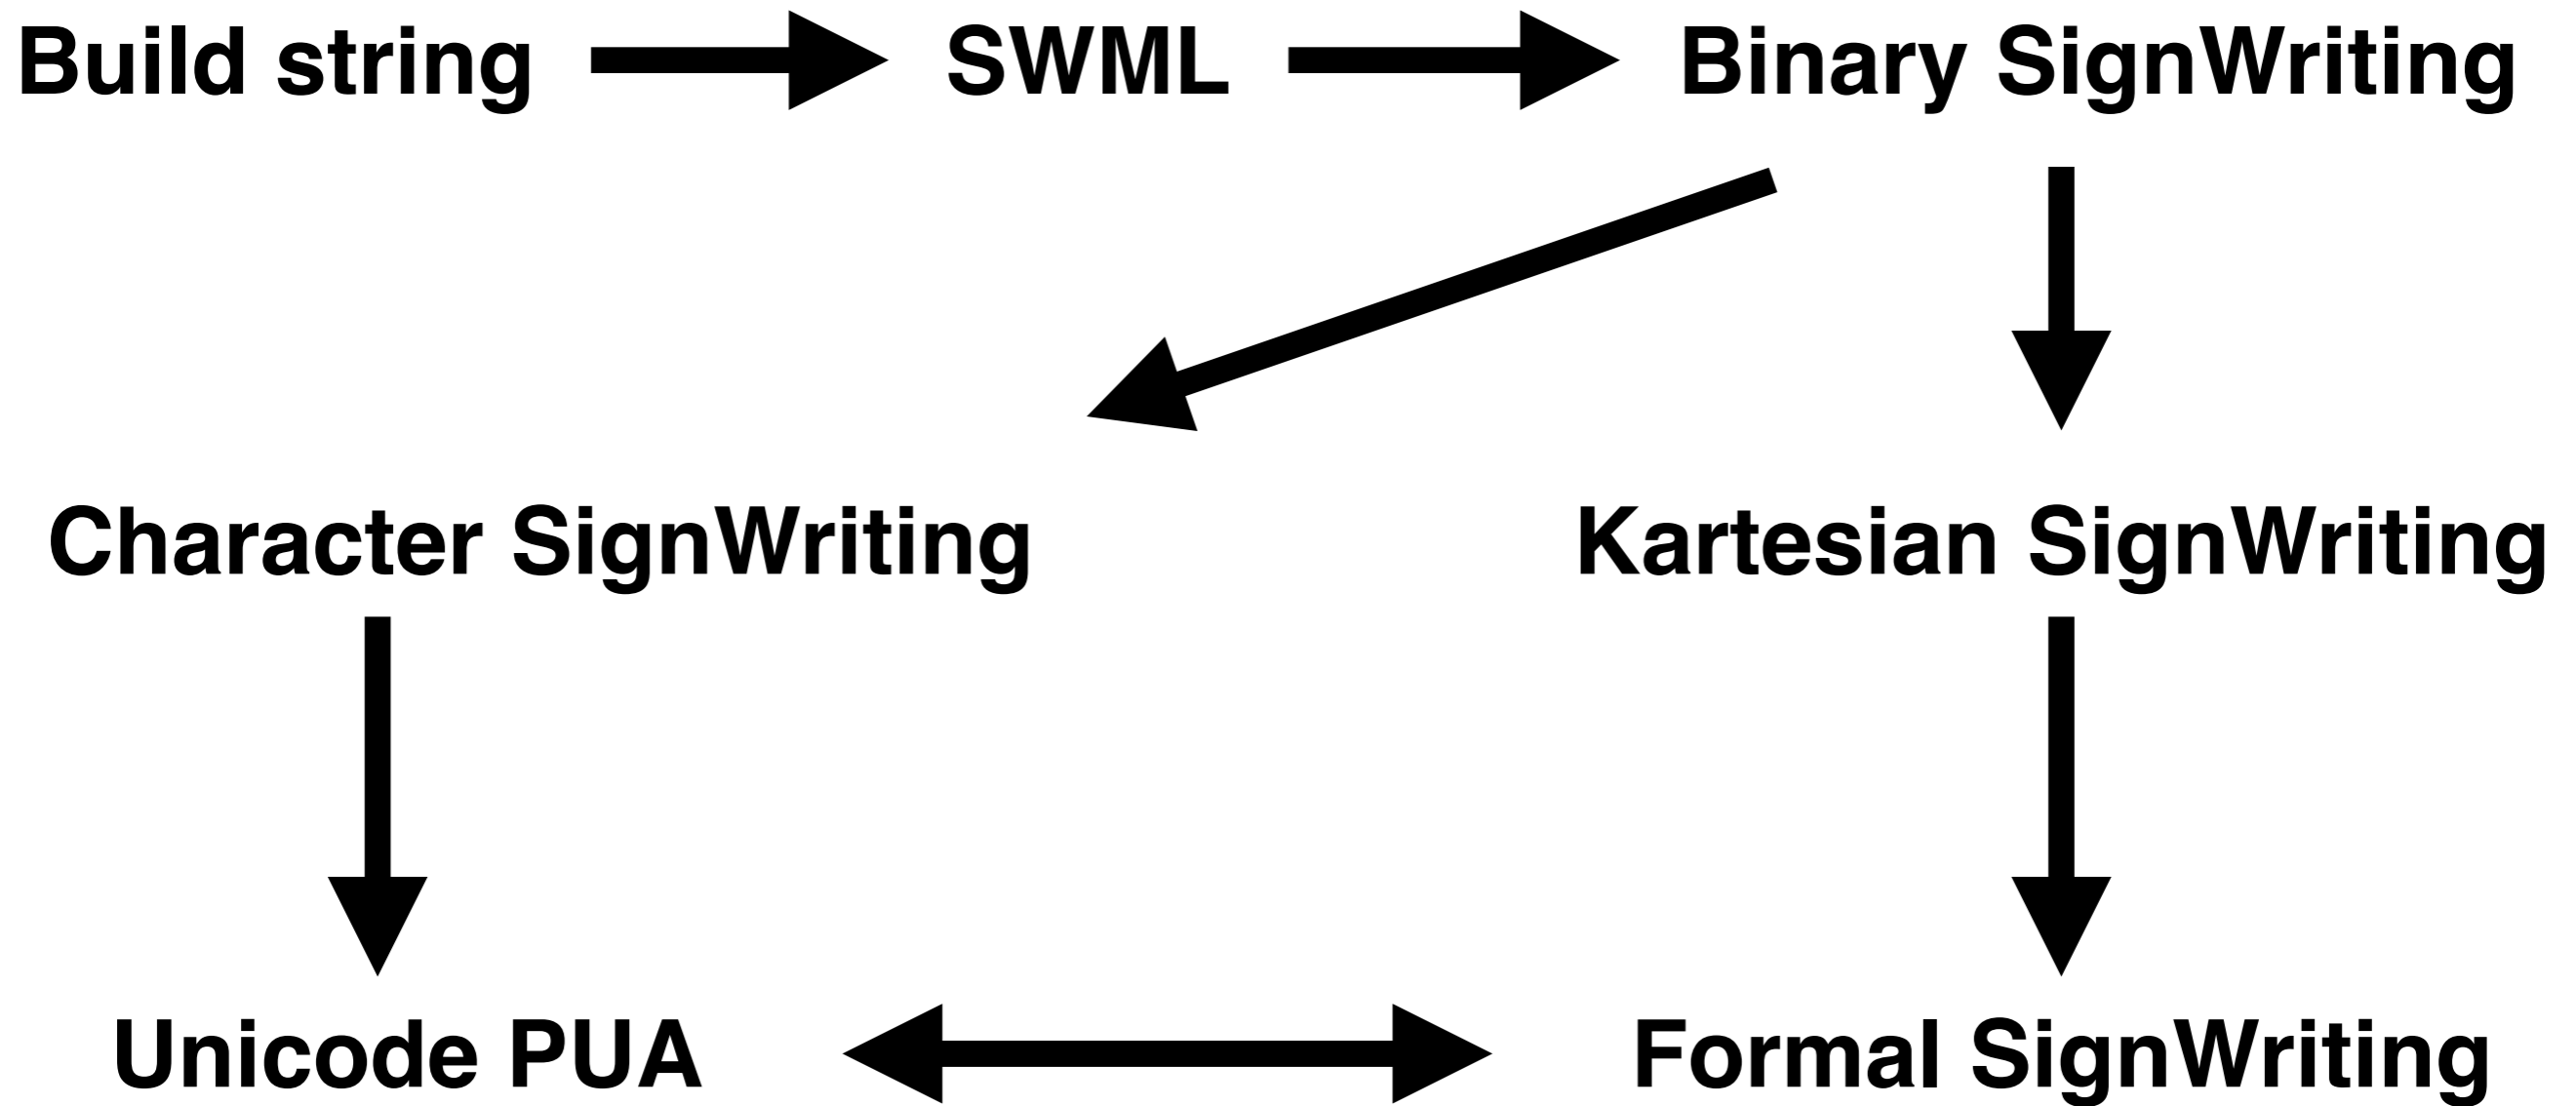 Build string
SWML
Binary SignWriting
Character SignWriting
Kartesian SignWriting
Unicode PUA
Formal SignWriting